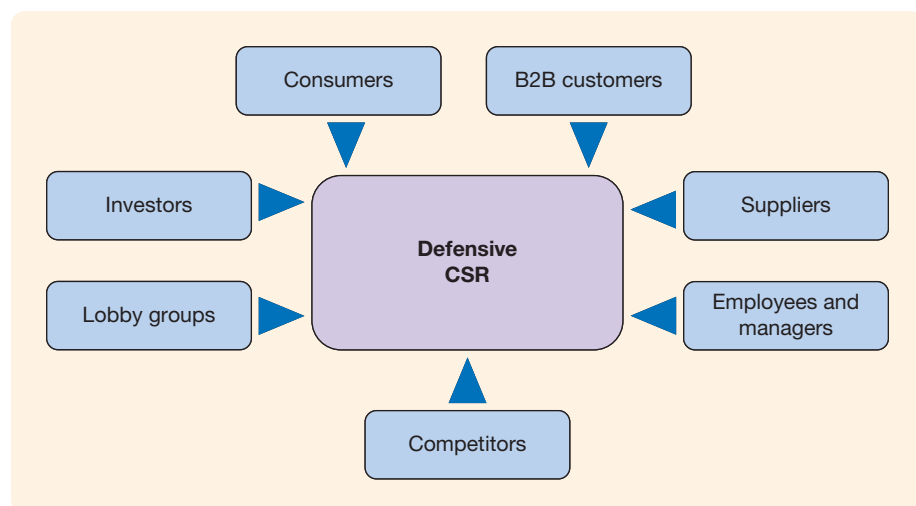 Consumers
B2B customers
Investors
Suppliers
Defensive
CSR
Lobby groups
Employees and
managers
Competitors